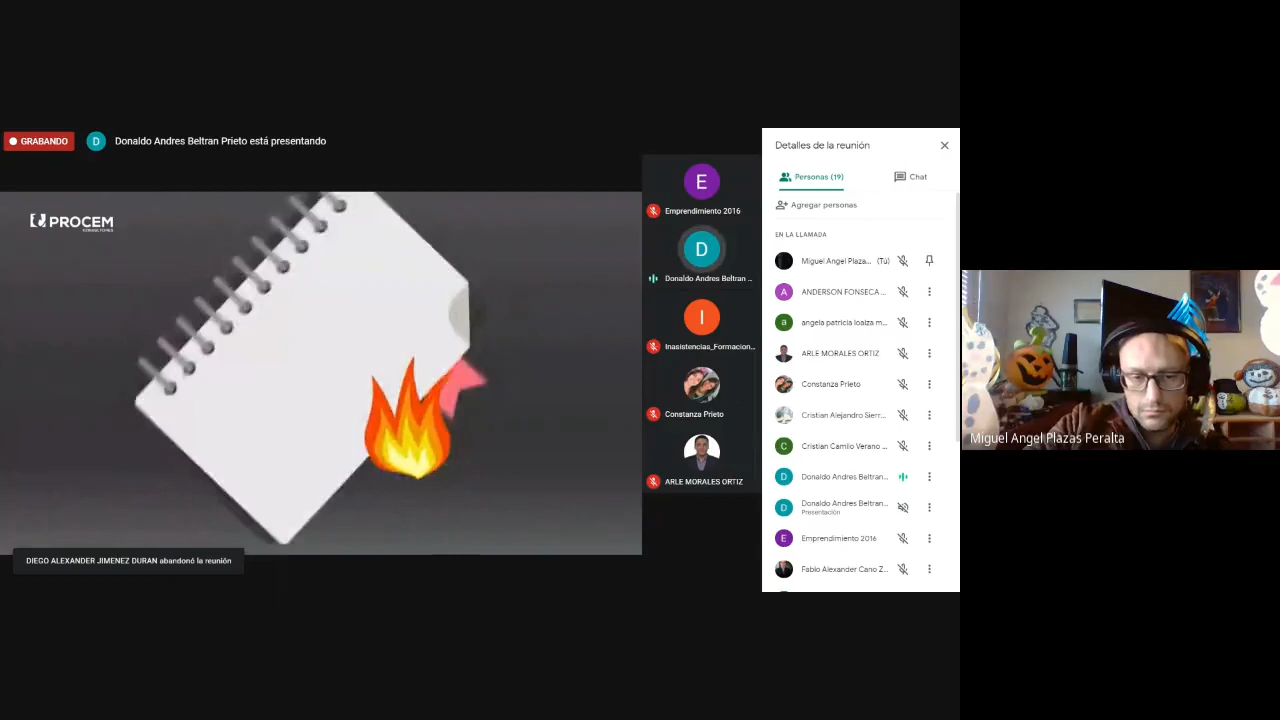 GRABANDO
D
Donaldo Andres Beltran Prieto está presentando
PROCEM
E
Emprendimiento 2016
D
Donaldo Andres Beltran ...
I
Inasistencias_Formacion...
Constanza Prieto
ARLE MORALES ORTIZ
DIEGO ALEXANDER JIMENEZ DURAN abandonó la reunión
Detalles de la reunión
Personas (19)
Chat
Agregar personas
EN LA LLAMADA
Miguel Angel Plaza... (Tú)
A
ANDERSON FONSECA ...
a
angela patricia loaiza m...
ARLE MORALES ORTIZ
Constanza Prieto
Cristian Alejandro Sierr...
C
Cristian Camilo Verano ...
D
Donaldo Andres Beltran...
D
Donaldo Andres Beltran...
Presentación
E
Emprendimiento 2016
Fabio Alexander Cano Z...
Miguel Angel Plazas Peralta